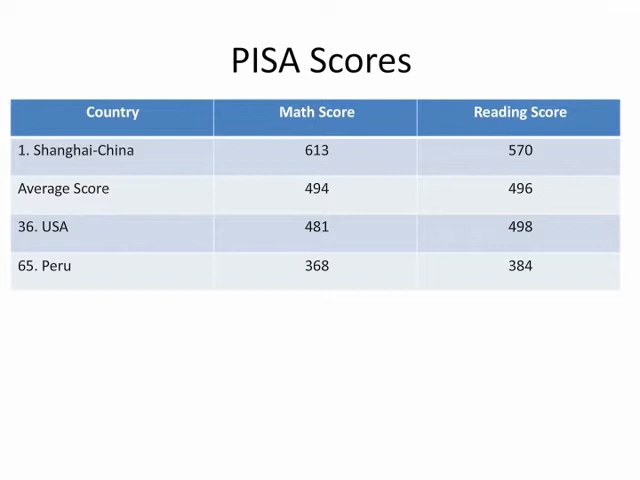 PISA Scores
Country Math Score Reading Score
1. Shanghai-China 613 570
Average Score 494 496
36. USA 481 498
65. Peru 368 384